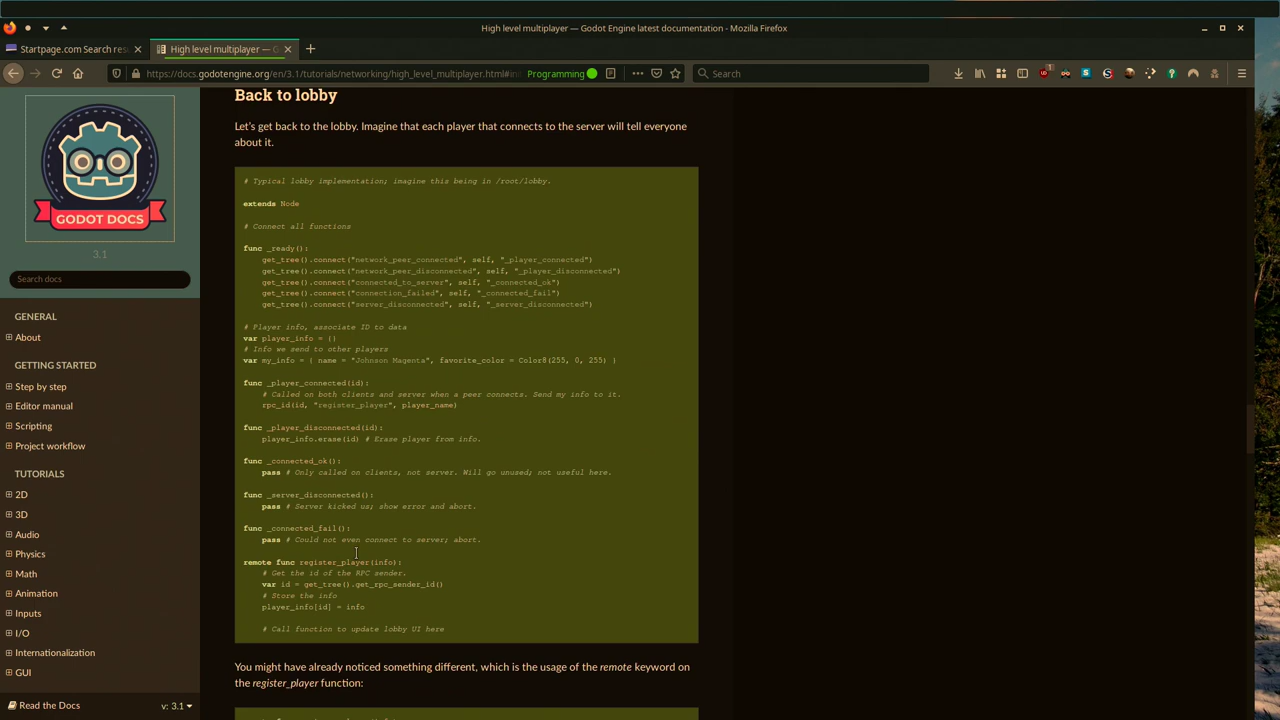 High level multiplayer — Godot Engine latest documentation - Mozilla Firefox
Startpage.com Search res
High level multiplayer — G
https://docs.godotengine.org/en/3.1/tutorials/networking/high_level_multiplayer.html#in
Programming
Search
1
GODOT DOCS
3.1
Search docs
GENERAL
About
GETTING STARTED
Step by step
Editor manual
Scripting
Project workflow
TUTORIALS
2D
3D
Audio
Physics
Math
Animation
Inputs
I/O
Internationalization
GUI
Read the Docs
v: 3.1
Back to lobby
Let's get back to the lobby. Imagine that each player that connects to the server will tell everyone
about it.
# Typical lobby implementation; imagine this being in /root/lobby.
extends Node
# Connect all functions
func _ready():
get_tree().connect("network_peer_connected", self, "_player_connected")
get_tree().connect("network_peer_disconnected", self, "_player_disconnected")
get_tree().connect("connected_to_server", self, "_connected_ok")
get_tree().connect("connection_failed", self, "_connected_fail")
get_tree().connect("server_disconnected", self, "_server_disconnected")
# Player info, associate ID to data
var player_info = {}
# Info we send to other players
var my_info = { name = "Johnson Magenta", favorite_color = Color8(255, 0, 255) }
func _player_connected(id):
# Called on both clients and server when a peer connects. Send my info to it.
rpc_id(id, "register_player", player_name)
func _player_disconnected(id):
player_info.erase(id) # Erase player from info.
func _connected_ok():
pass # Only called on clients, not server. Will go unused; not useful here.
func _server_disconnected():
pass # Server kicked us; show error and abort.
func _connected_fail():
pass # Could not even connect to server; abort.
remote func register_player(info):
# Get the id of the RPC sender.
var id = get_tree().get_rpc_sender_id()
# Store the info
player_info[id] = info
# Call function to update lobby UI here
You might have already noticed something different, which is the usage of the remote keyword on
the register_player function: